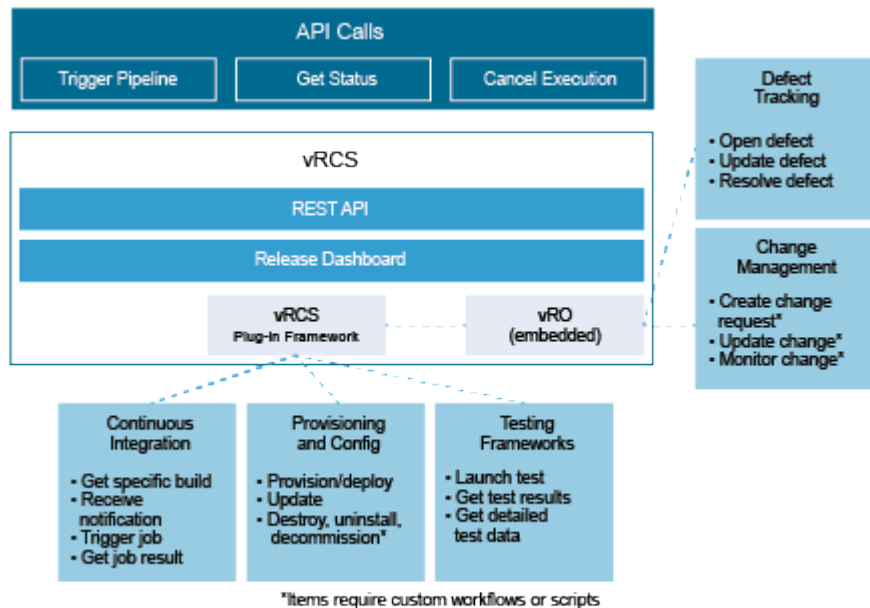 API Calls
Trigger Pipeline
Get Status
Cancel Execution
vRCS
REST API
Release Dashboard
vRCS
Plug-in Framework
vRO
(embedded)
Defect
Tracking
▪ Open defect
▪ Update defect
▪ Resolve defect
Change
Management
▪ Create change
request*
▪ Update change*
▪ Monitor change*
Continuous
Integration
▪ Get specific build
▪ Receive
notification
▪ Trigger job
▪ Get job result
Provisioning
and Config
▪ Provision/deploy
▪ Update
▪ Destroy, uninstall,
decommission*
Testing
Frameworks
▪ Launch test
▪ Get test results
▪ Get detailed
test data
*Items require custom workflows or scripts